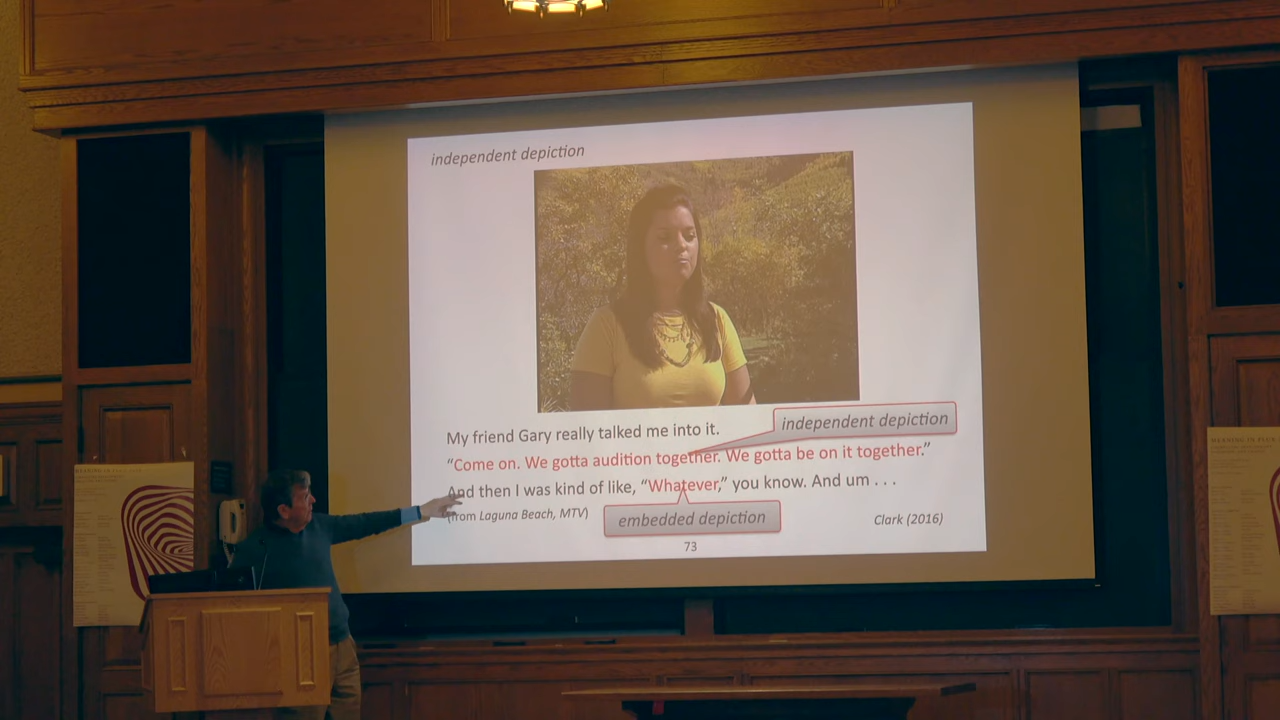 independent depiction
My friend Gary really talked me into it.
independent depiction
“Come on. We gotta audition together. We gotta be on it together.”
And then I was kind of like, “Whatever,” you know. And um . . .
(from Laguna Beach, MTV)
embedded depiction
Clark (2016)
73